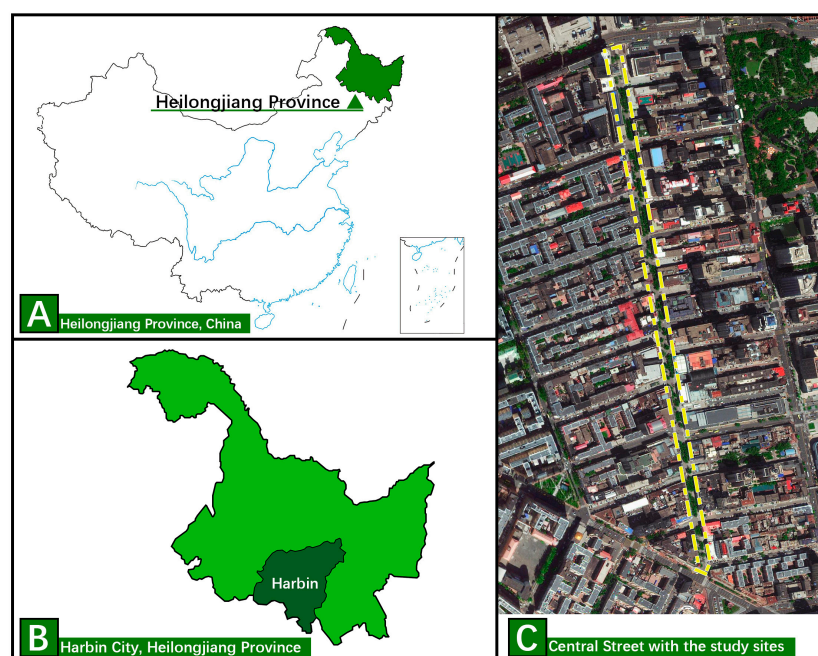 Heilongjiang Province
A
Heilongjiang Province, China
Harbin
B
Harbin City, Heilongjiang Province
C
Central Street with the study sites